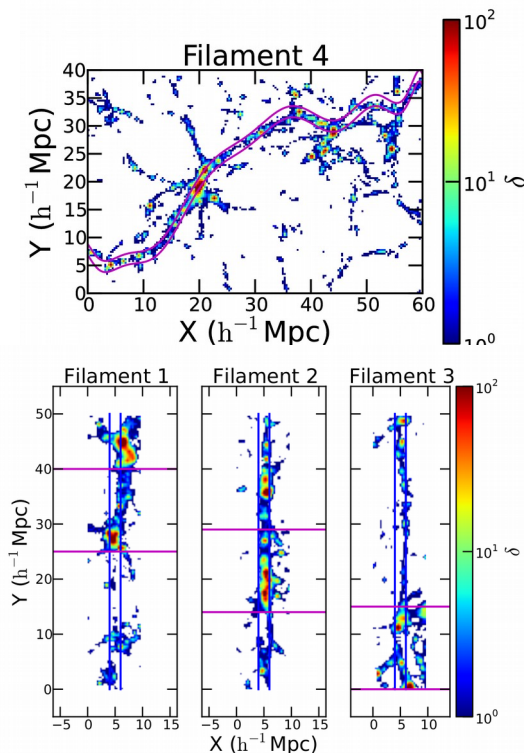 Filament 4
40
35
30
25
20
15
10
5
0
Y (h⁻¹ Mpc)
0 10 20 30 40 50 60
X (h⁻¹ Mpc)
10²
10¹
10⁰
δ
Filament 1 Filament 2 Filament 3
50
40
30
20
10
0
Y (h⁻¹ Mpc)
−5 0 5 10 15 −5 0 5 10 15 0 5 10
X (h⁻¹ Mpc)
10²
10¹
10⁰
δ